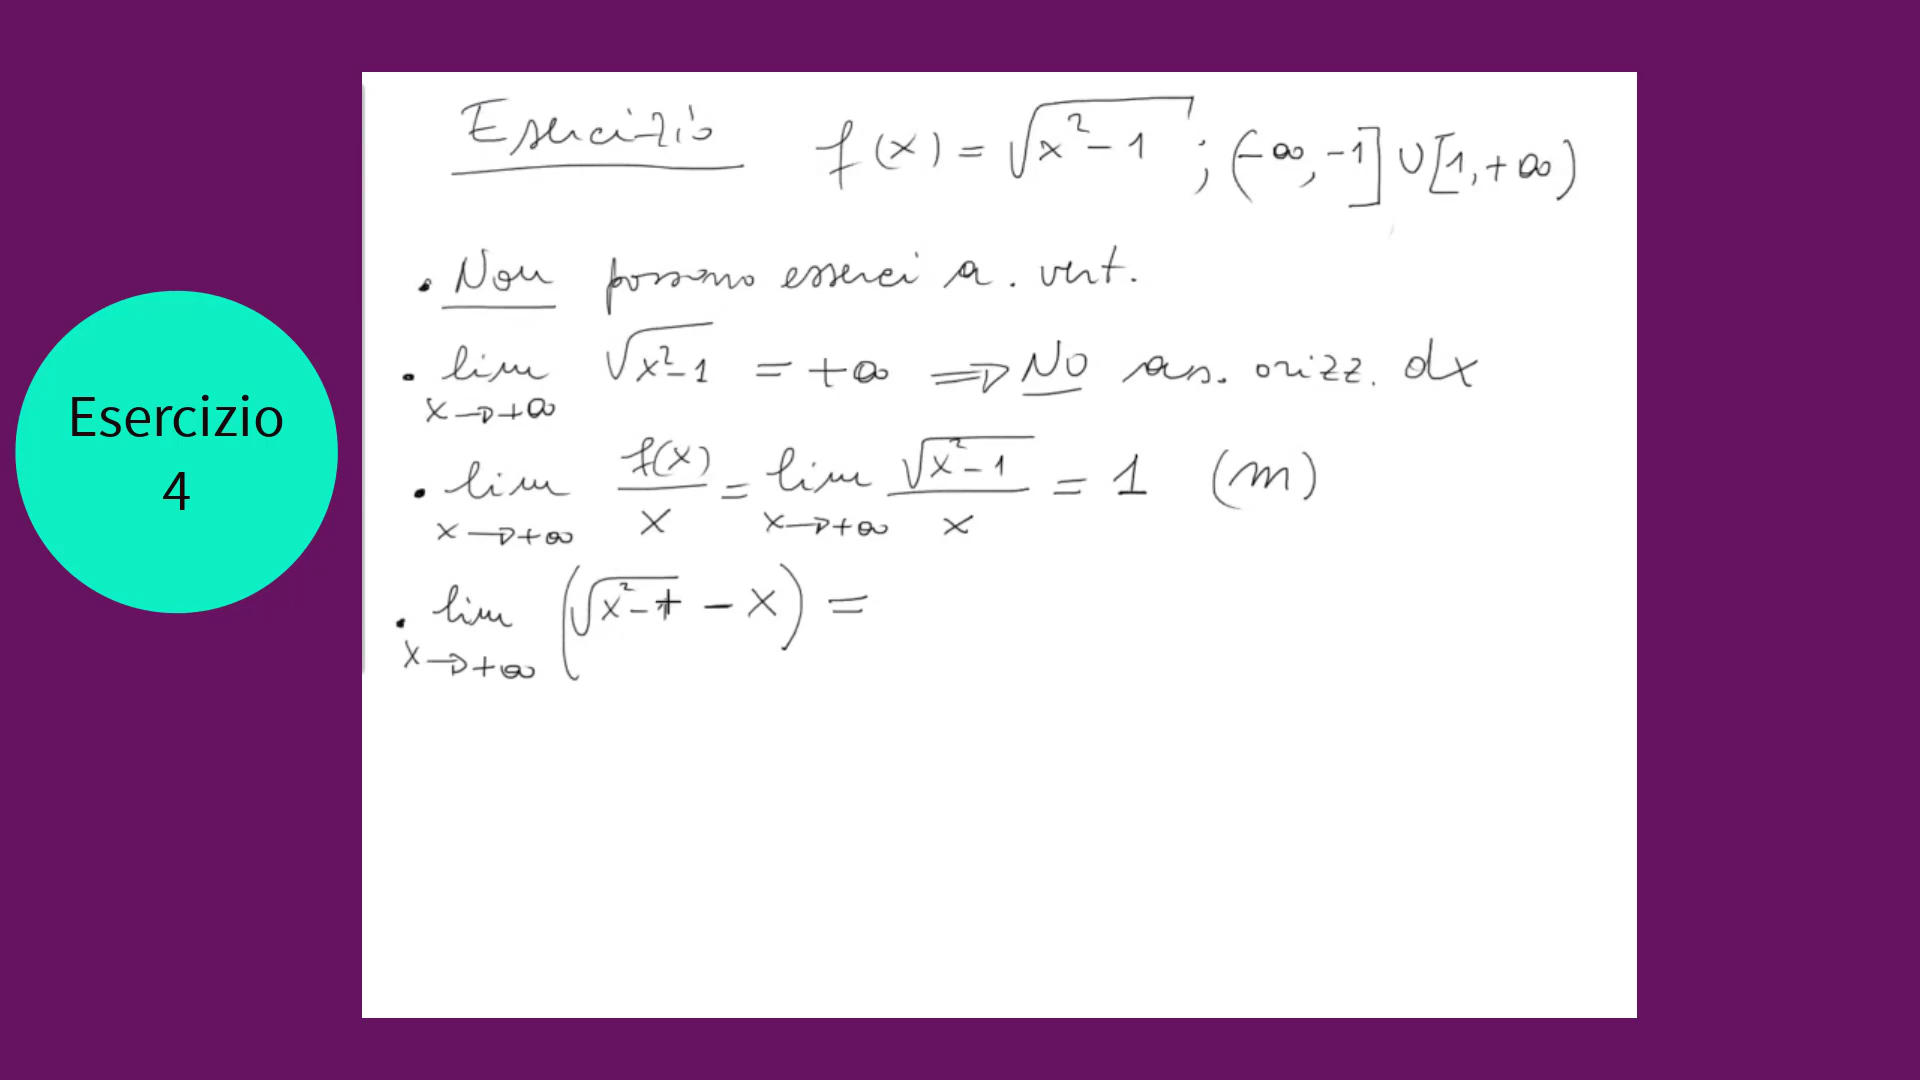 Esercizio
4
Esercizio f(x) = √(x²-1) ; (-∞, -1] ∪ [1, +∞)
• Non possono esserci a. vert.
• lim x→+∞ √(x²-1) = +∞ ⇒ NO as. orizz. dx
• lim x→+∞ f(x)/x = lim x→+∞ √(x²-1)/x = 1 (m)
• lim x→+∞ (√(x²-1) - x) =